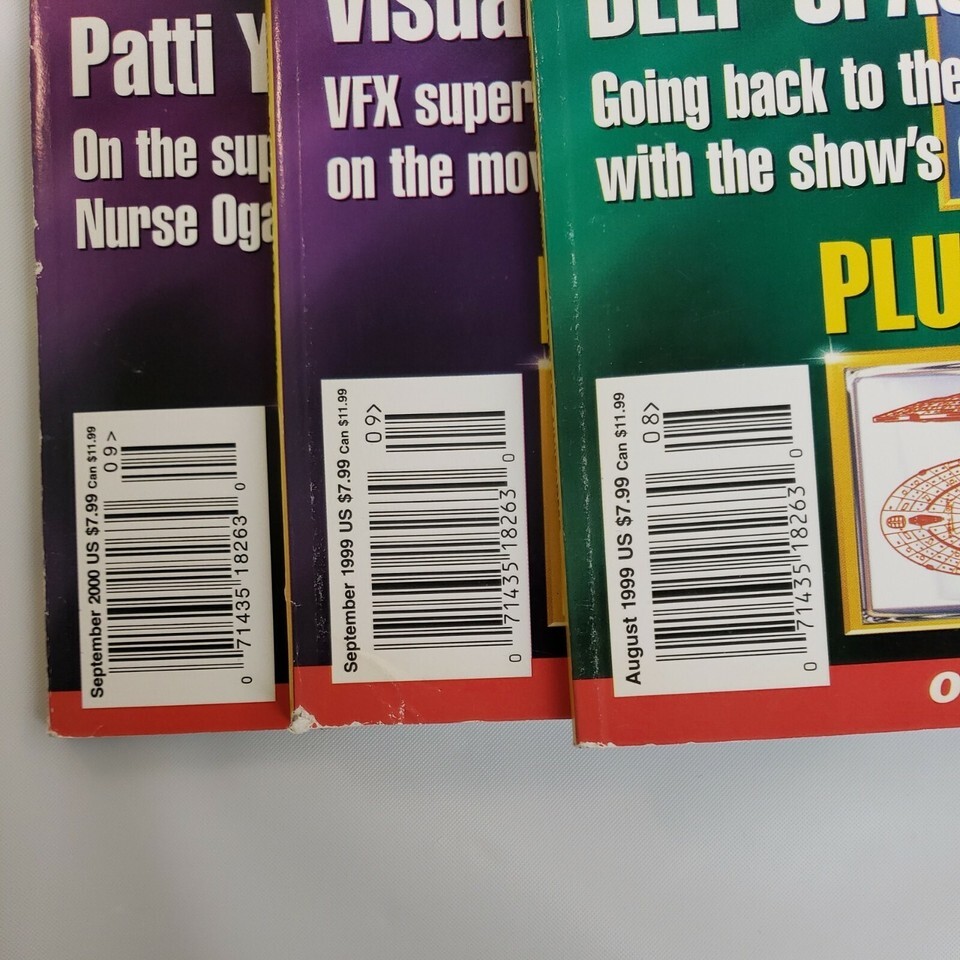 Patti Y
On the sup
Nurse Oga
September 2000 US $7.99 Can $11.99
09>
0 71435 18263 0
Visua
VFX super
on the mov
September 1999 US $7.99 Can $11.99
09>
0 71435 18263 0
DEEP SPAC
Going back to the
with the show's
PLU
August 1999 US $7.99 Can $11.99
08>
0 71435 18263 0
o